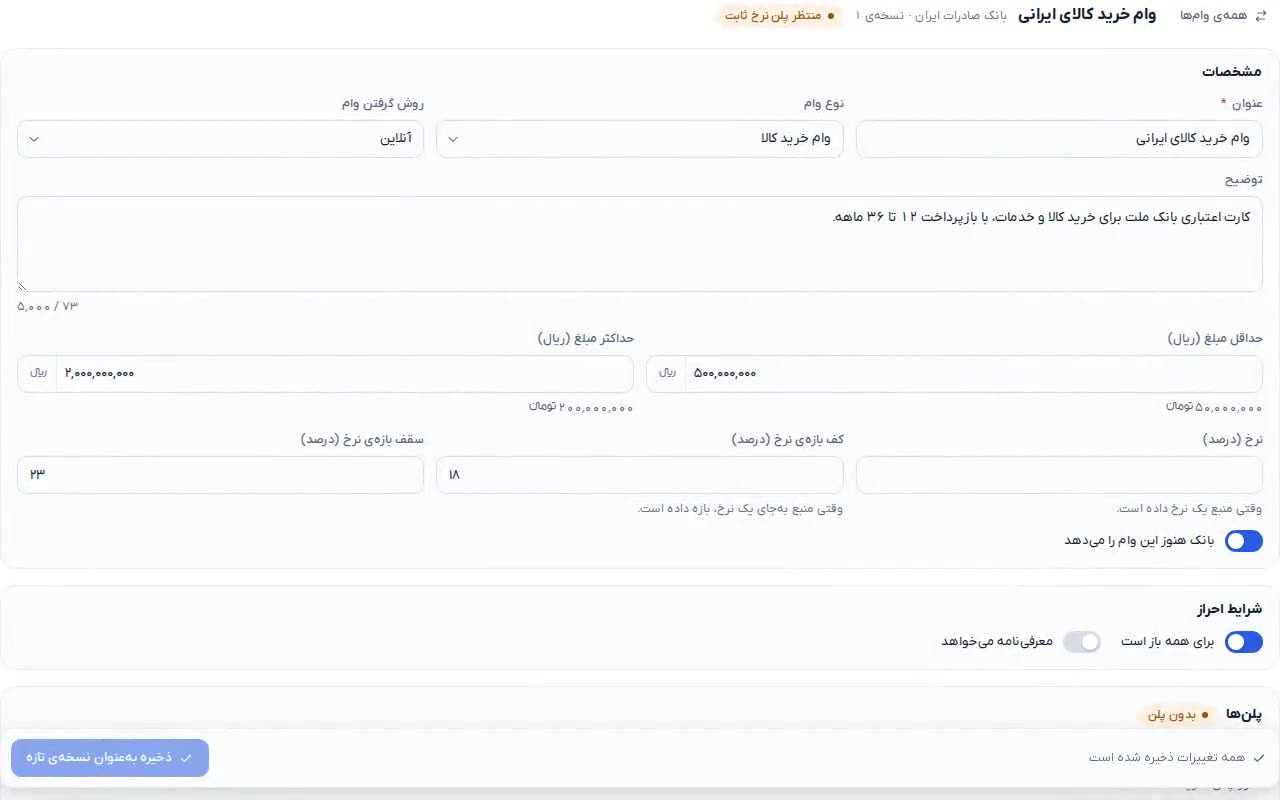 همه‌ی وام‌ها
وام خرید کالای ایرانی
بانک صادرات ایران · نسخه‌ی ۱
منتظر پلن نرخ ثابت
مشخصات
عنوان *
نوع وام
روش گرفتن وام
وام خرید کالای ایرانی
وام خرید کالا
آنلاین
توضیح
کارت اعتباری بانک ملت برای خرید کالا و خدمات، با بازپرداخت ۱۲ تا ۳۶ ماهه.
۷۳ / ۵,۰۰۰
حداقل مبلغ (ریال)
حداکثر مبلغ (ریال)
۵۰۰,۰۰۰,۰۰۰ ریال
۲,۰۰۰,۰۰۰,۰۰۰ ریال
۵۰,۰۰۰,۰۰۰ تومان
۲۰۰,۰۰۰,۰۰۰ تومان
نرخ (درصد)
کف بازه‌ی نرخ (درصد)
سقف بازه‌ی نرخ (درصد)
۱۸
۲۳
وقتی منبع یک نرخ داده است.
وقتی منبع به‌جای یک نرخ، بازه داده است.
بانک هنوز این وام را می‌دهد
شرایط احراز
برای همه باز است
معرفی‌نامه می‌خواهد
پلن‌ها
بدون پلن
همه تغییرات ذخیره شده است
ذخیره به‌عنوان نسخه‌ی تازه